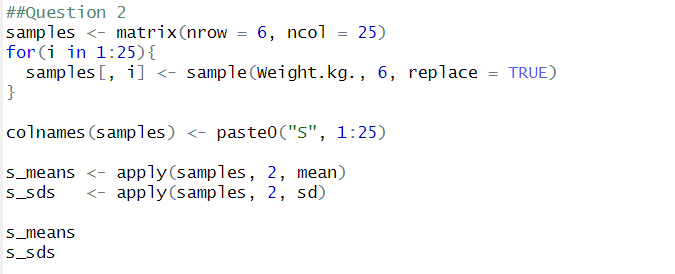 ##Question 2
samples <- matrix(nrow = 6, ncol = 25)
for(i in 1:25){
  samples[, i] <- sample(Weight.kg., 6, replace = TRUE)
}
colnames(samples) <- paste0("S", 1:25)
s_means <- apply(samples, 2, mean)
s_sds   <- apply(samples, 2, sd)
s_means
s_sds